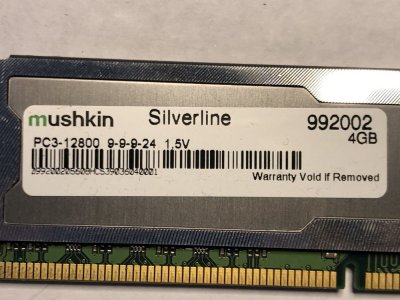 mushkin Silverline 992002
PC3-12800 9-9-9-24 1.5V 4GB
Warranty Void If Removed